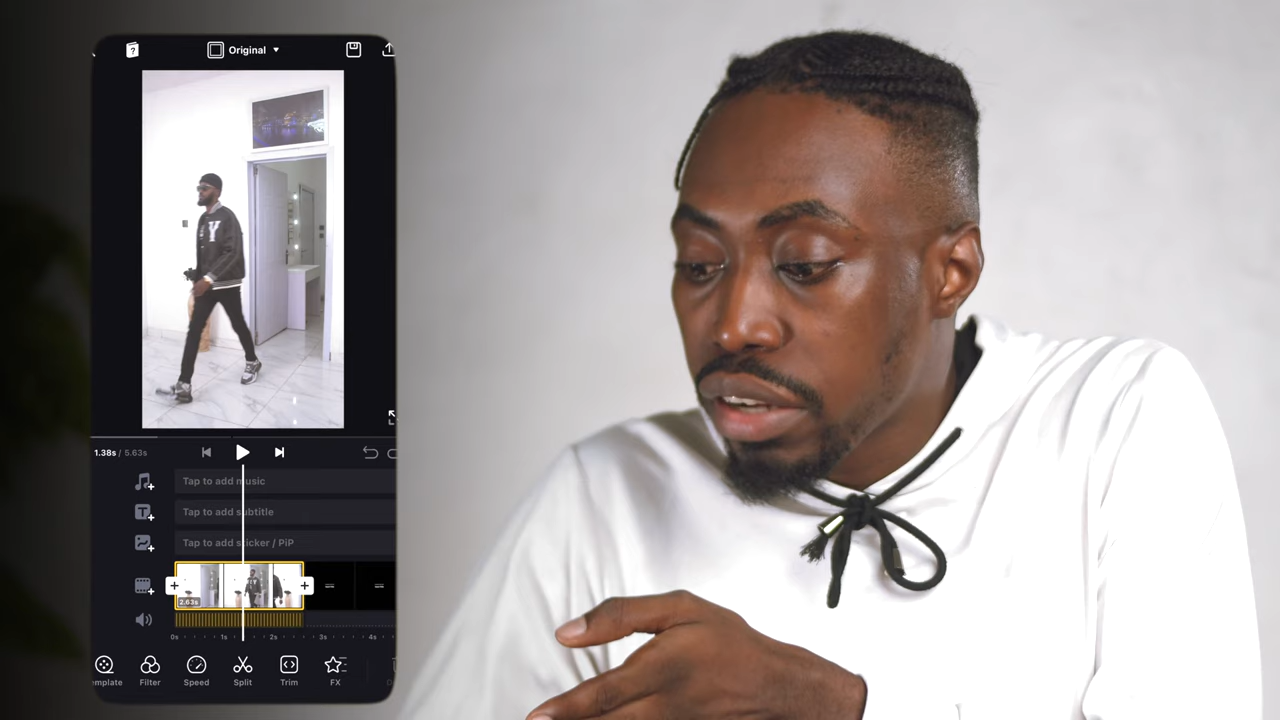 ?
Original ▼
Y
1.38s / 5.63s
Tap to add music
Tap to add subtitle
T
Tap to add sticker / PiP
2.63s
0s 1s 2s 3s 4s
mplate Filter Speed Split Trim FX